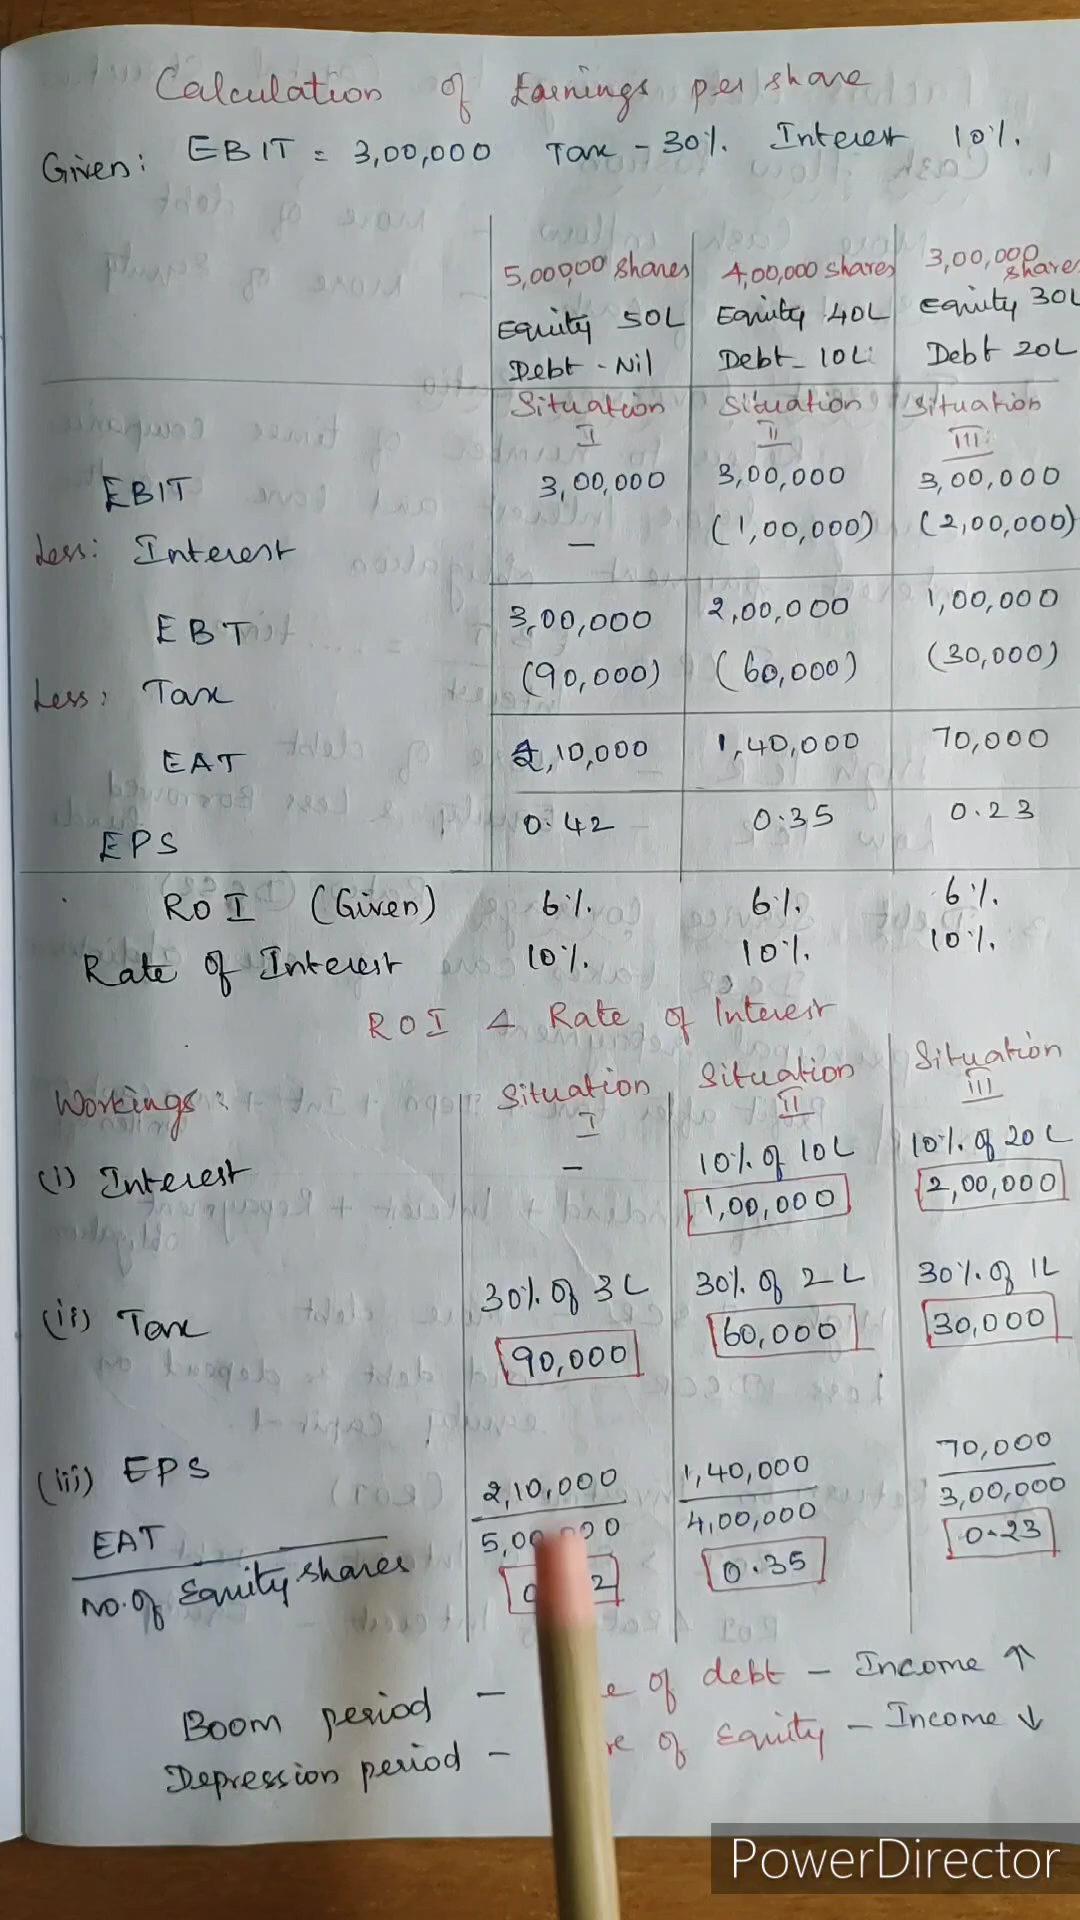 Calculation of Earnings per share
Given: EBIT = 3,00,000 Tax - 30% Interest 10%.
5,00,000 shares 4,00,000 shares 3,00,000 shares
Equity 50L Equity 40L Equity 30L
Debt - Nil Debt - 10L Debt 20L
Situation I Situation II Situation III
EBIT 3,00,000 3,00,000 3,00,000
Less: Interest - (1,00,000) (2,00,000)
EBT 3,00,000 2,00,000 1,00,000
Less: Tax (90,000) (60,000) (30,000)
EAT 2,10,000 1,40,000 70,000
EPS 0.42 0.35 0.23
ROI (Given) 6%. 6%. 6%.
Rate of Interest 10%. 10%. 10%.
ROI < Rate of Interest
Workings: Situation I Situation II Situation III
(i) Interest - 10% of 10L 10% of 20L
1,00,000 2,00,000
(ii) Tax 30% of 3L 30% of 2L 30% of 1L
90,000 60,000 30,000
(iii) EPS 2,10,000 1,40,000 70,000
EAT 4,00,000 3,00,000
No. of Equity shares 0.35 0.23
Boom period - of debt - Income ↑
Depression period - of Equity - Income ↓
PowerDirector